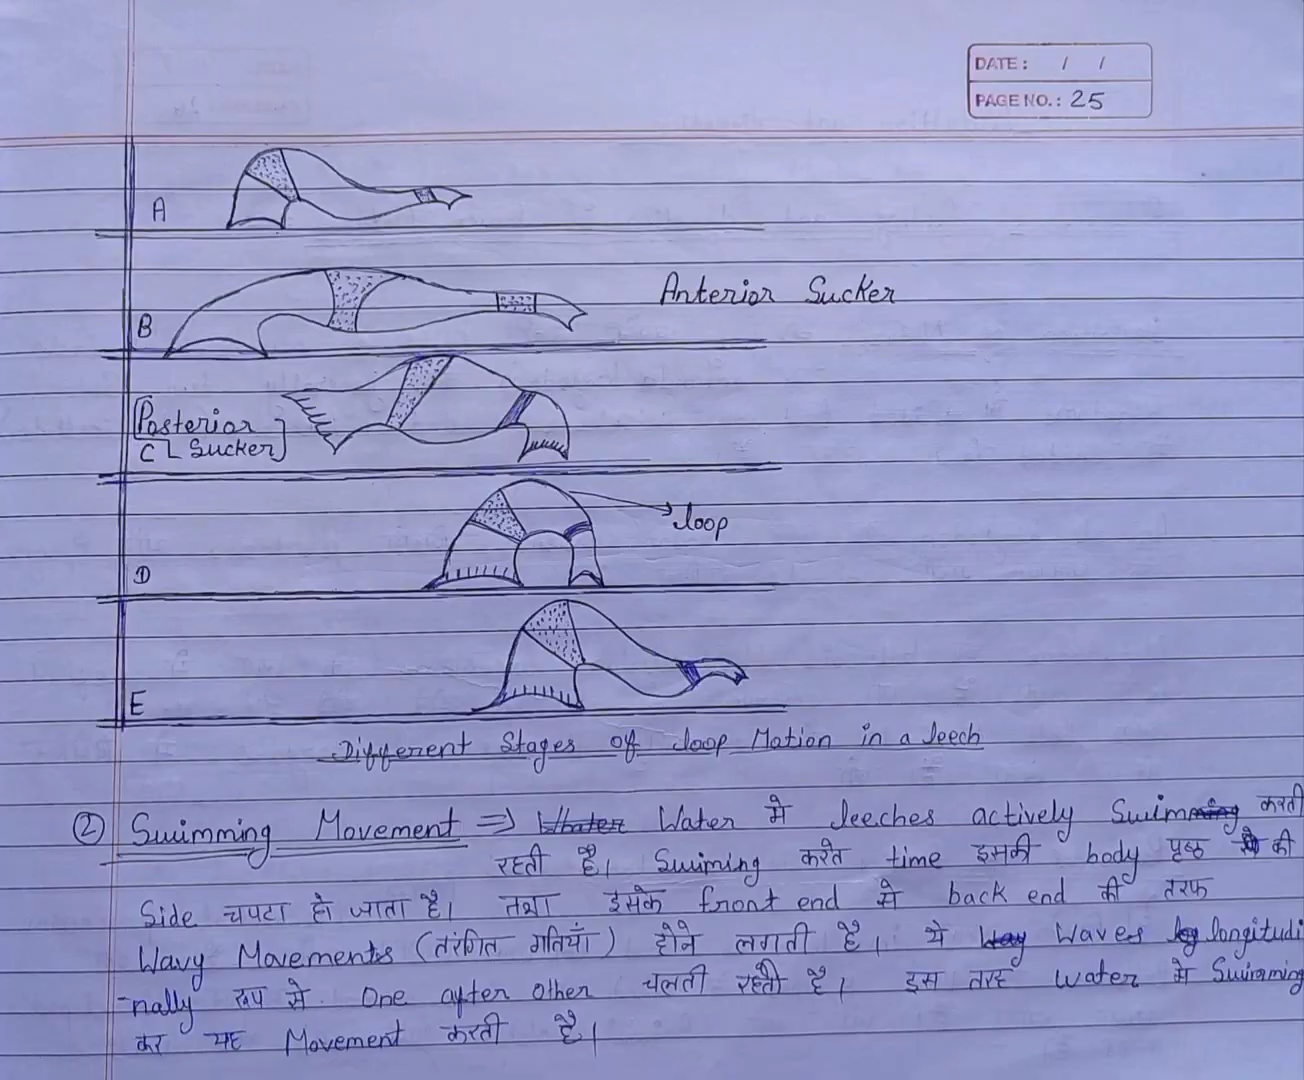 DATE: / /
PAGE NO.: 25
A
B
Anterior Sucker
Posterior
C Sucker
loop
D
E
Different Stages of Loop Motion in a leech
② Swimming Movement ⇒ Water मे leeches actively Swim करती
रहती है। Swiming करते time इसकी body पृष्ठ की
Side चपटा हो जाता है। तथा इसके front end से back end की तरफ
Wavy Movements (तरंगित गतियाँ) होने लगती है। ये Waves longitudi
-nally रूप से One after other चलती रहती है। इस तरह water मे Swimming
कर यह Movement करती है।